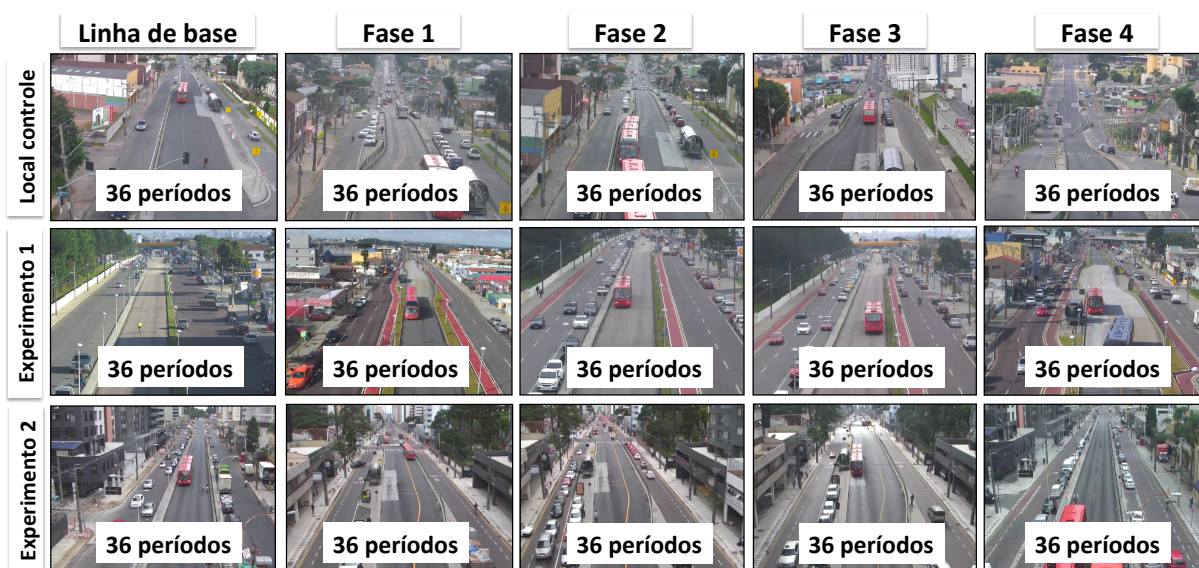 Linha de base Fase 1 Fase 2 Fase 3 Fase 4
Local controle
36 períodos 36 períodos 36 períodos 36 períodos 36 períodos
Experimento 1
36 períodos 36 períodos 36 períodos 36 períodos 36 períodos
Experimento 2
36 períodos 36 períodos 36 períodos 36 períodos 36 períodos